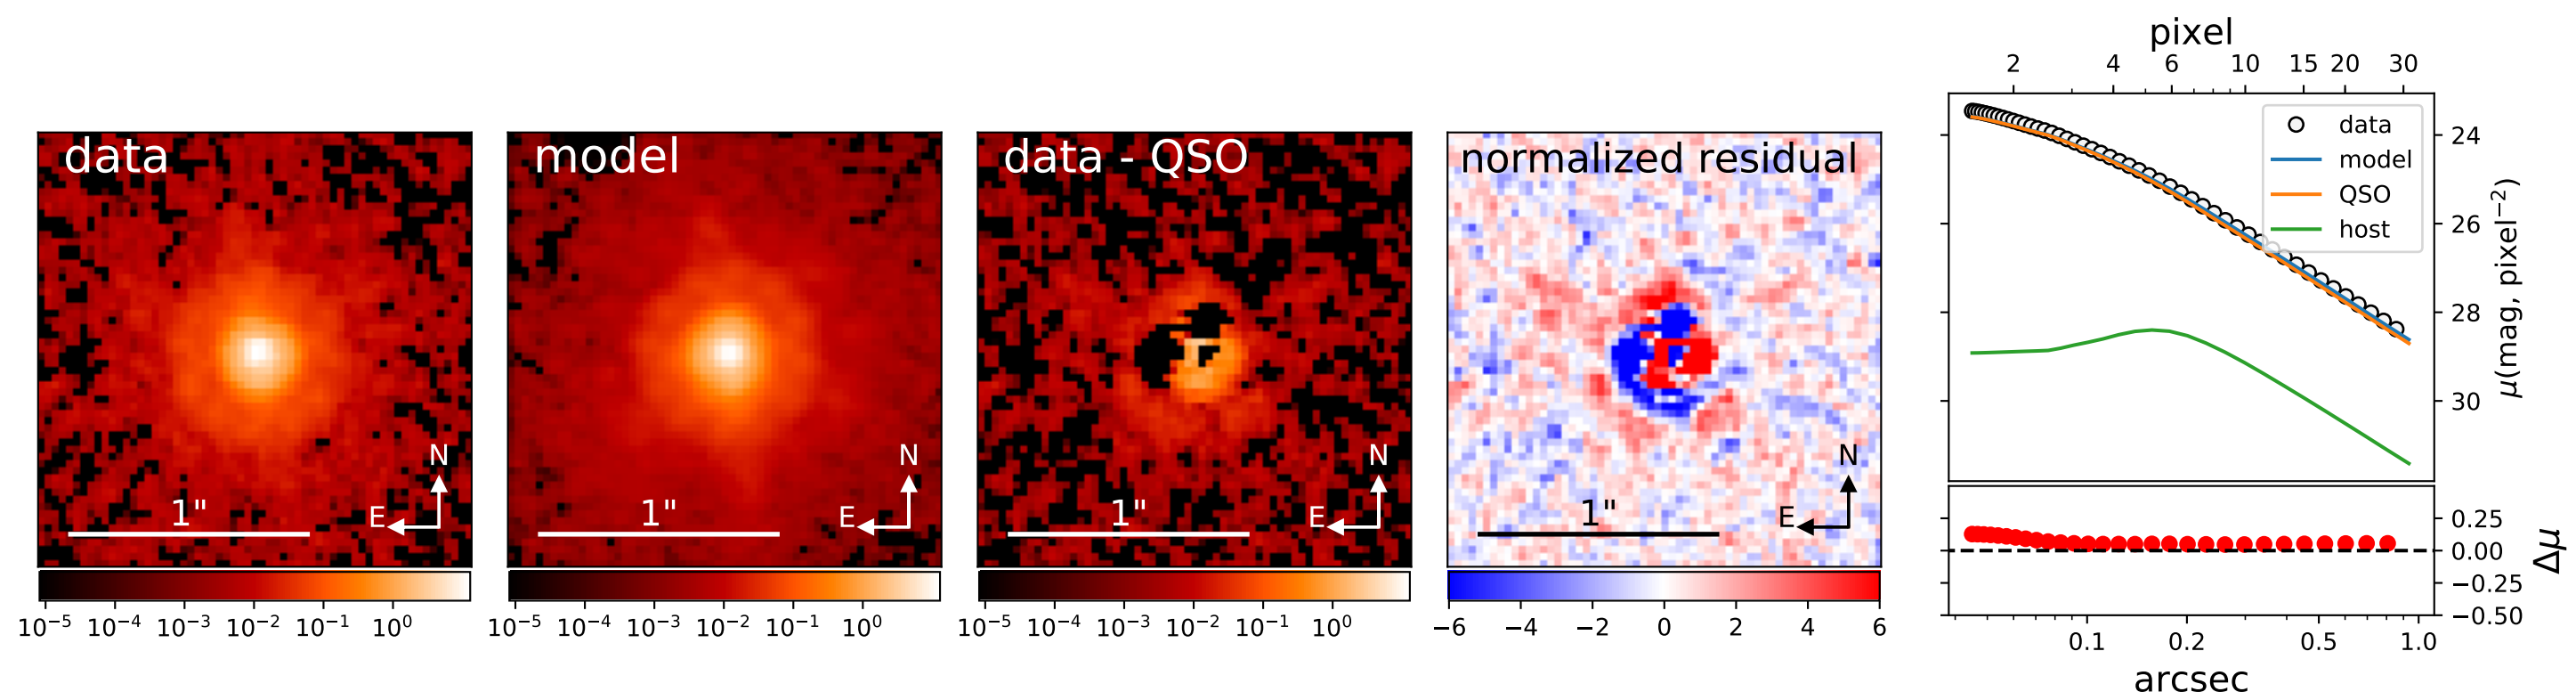 data
N
E
1"
10⁻⁵ 10⁻⁴ 10⁻³ 10⁻² 10⁻¹ 10⁰
model
N
E
1"
10⁻⁵ 10⁻⁴ 10⁻³ 10⁻² 10⁻¹ 10⁰
data - QSO
N
E
1"
10⁻⁵ 10⁻⁴ 10⁻³ 10⁻² 10⁻¹ 10⁰
normalized residual
N
E
1"
−6 −4 −2 0 2 4 6
pixel
2 4 6 10 15 20 30
data
model
QSO
host
24
26
28
30
μ(mag, pixel⁻²)
0.25
0.00
−0.25
−0.50
Δμ
0.1 0.2 0.5 1.0
arcsec